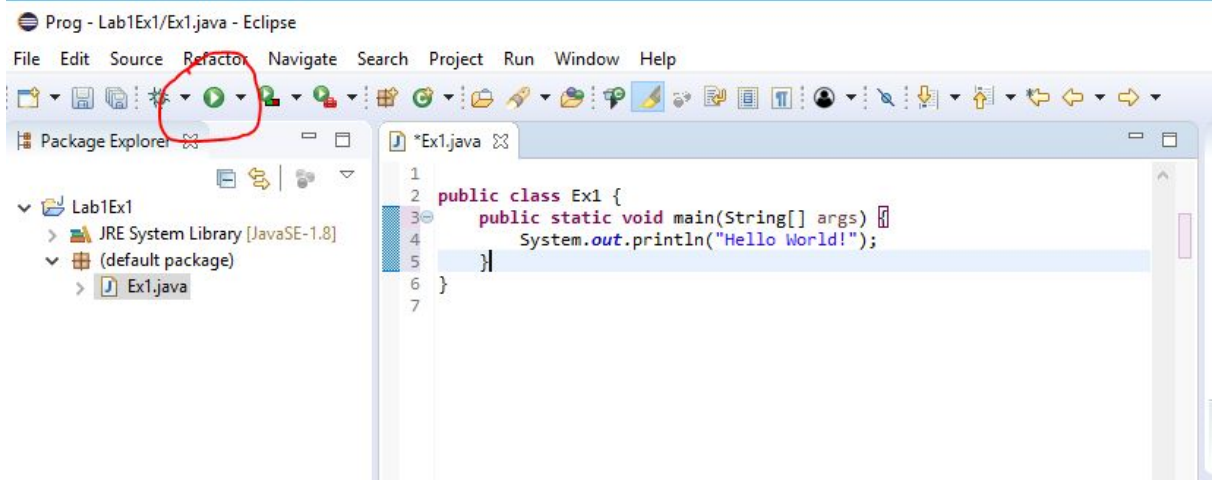 Prog - Lab1Ex1/Ex1.java - Eclipse
File Edit Source Refactor Navigate Search Project Run Window Help
Package Explorer
*Ex1.java
Lab1Ex1
JRE System Library [JavaSE-1.8]
(default package)
Ex1.java
1
2 public class Ex1 {
3 public static void main(String[] args) {
4 System.out.println("Hello World!");
5 }
6 }
7